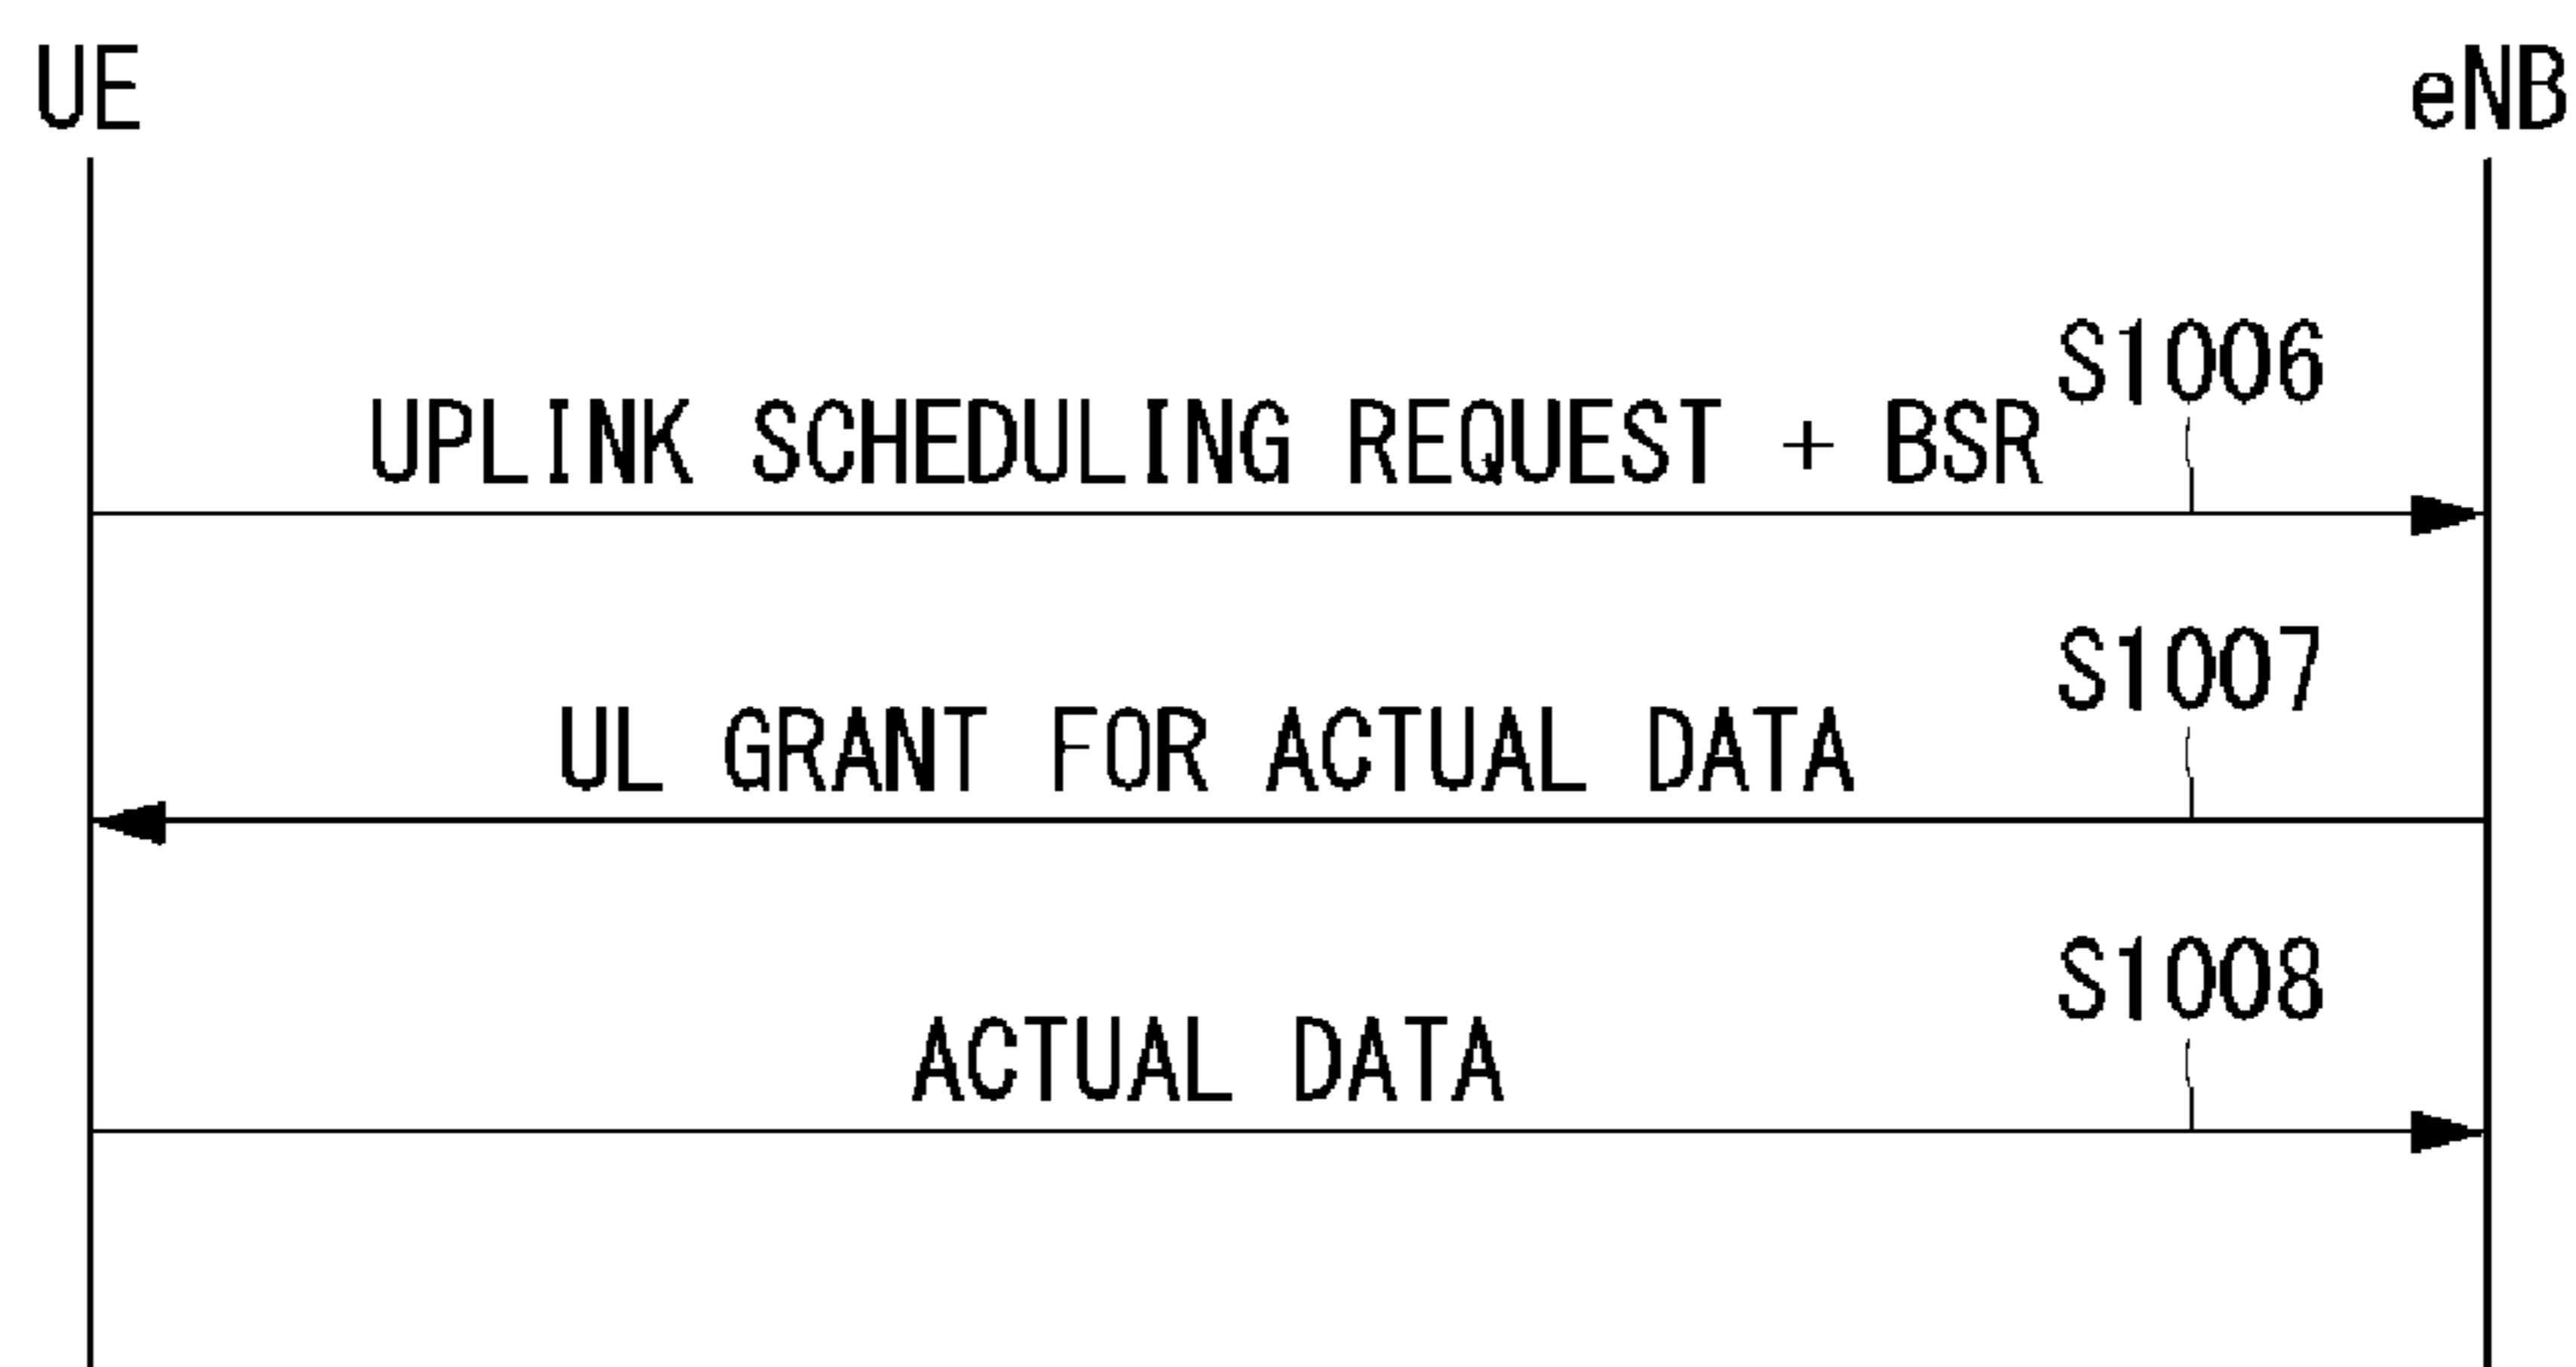 UE eNB
S1006
UPLINK SCHEDULING REQUEST + BSR
S1007
UL GRANT FOR ACTUAL DATA
S1008
ACTUAL DATA